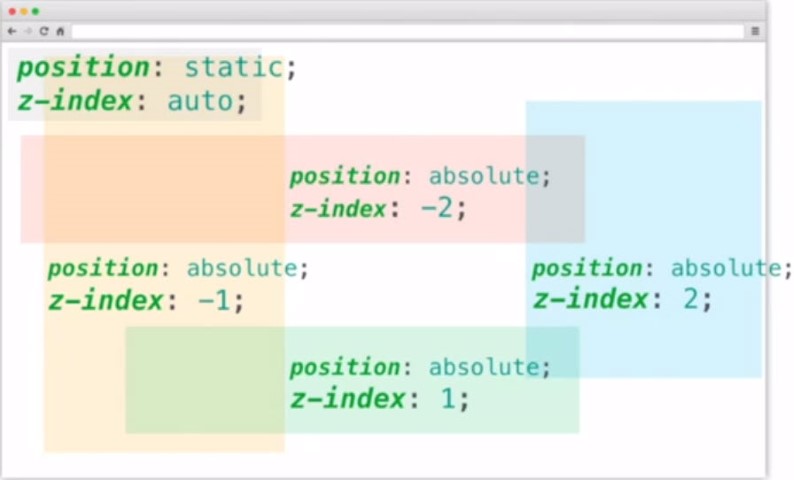 position: static;
z-index: auto;
position: absolute;
z-index: -2;
position: absolute;
z-index: -1;
position: absolute;
z-index: 2;
position: absolute;
z-index: 1;